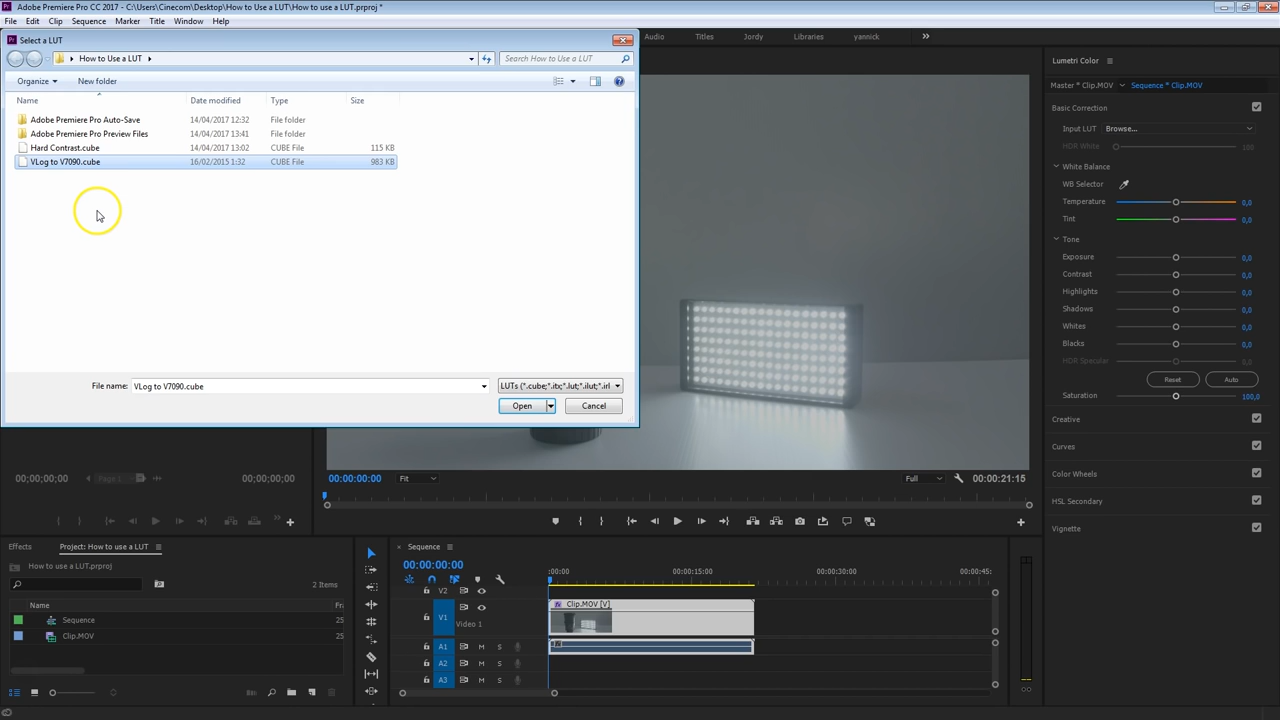 Adobe Premiere Pro CC 2017 - C:\Users\Cinecom\Desktop\How to Use a LUT\How to use a LUT.prproj *
File Edit Clip Sequence Marker Title Window Help
Select a LUT
How to Use a LUT
Search How to Use a LUT
Organize
New folder
Name Date modified Type Size
Adobe Premiere Pro Auto-Save 14/04/2017 12:32 File folder
Adobe Premiere Pro Preview Files 14/04/2017 13:41 File folder
Hard Contrast.cube 14/04/2017 13:02 CUBE File 115 KB
VLog to V7090.cube 16/02/2015 1:32 CUBE File 983 KB
File name: VLog to V7090.cube
LUTs (*.cube;*.itx;*.lut;*.ilut;*.irl
Open Cancel
Audio Titles Jordy Libraries yannick
Lumetri Color
Master * Clip.MOV Sequence * Clip.MOV
Basic Correction
Input LUT Browse...
HDR White 100
White Balance
WB Selector
Temperature 0,0
Tint 0,0
Tone
Exposure 0,0
Contrast 0,0
Highlights 0,0
Shadows 0,0
Whites 0,0
Blacks 0,0
HDR Specular 0,0
Reset Auto
Saturation 100,0
Creative
Curves
Color Wheels
HSL Secondary
Vignette
00;00;00;00 Page 1 00;00;00;00
00:00:00:00 Fit Full 00:00:21:15
Effects Project: How to use a LUT
How to use a LUT.prproj
2 Items
Name Fr
Sequence 25
Clip.MOV 25
× Sequence
00:00:00:00
:00:00 00:00:15:00 00:00:30:00 00:00:45:
V2
Clip.MOV [V]
V1
Video 1
A1 M S
A2 M S
A3 M S